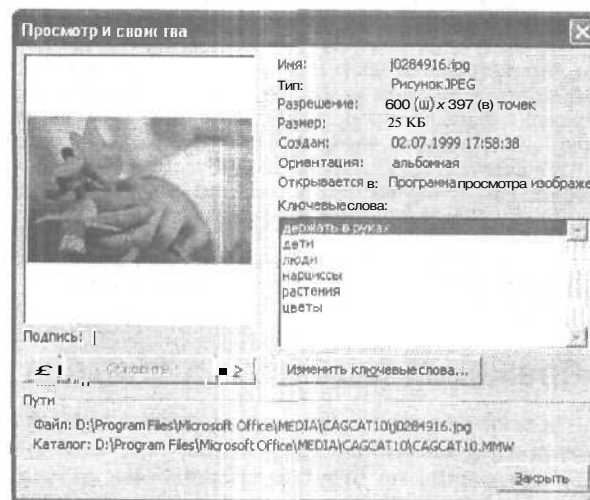 Просмотр и свойства
Имя: j0284916.jpg
Тип: Рисунок JPEG
Разрешение: 600 (ш) x 397 (в) точек
Размер: 25 КБ
Создан: 02.07.1999 17:58:38
Ориентация: альбомная
Открывается в: Программа просмотра изображе
Ключевые слова:
держать в руках
дети
люди
нарциссы
растения
цветы
Подпись:
Изменить ключевые слова...
Пути
Файл: D:\Program Files\Microsoft Office\MEDIA\CAGCAT10\j0284916.jpg
Каталог: D:\Program Files\Microsoft Office\MEDIA\CAGCAT10\CAGCAT10.MMW
Закрыть